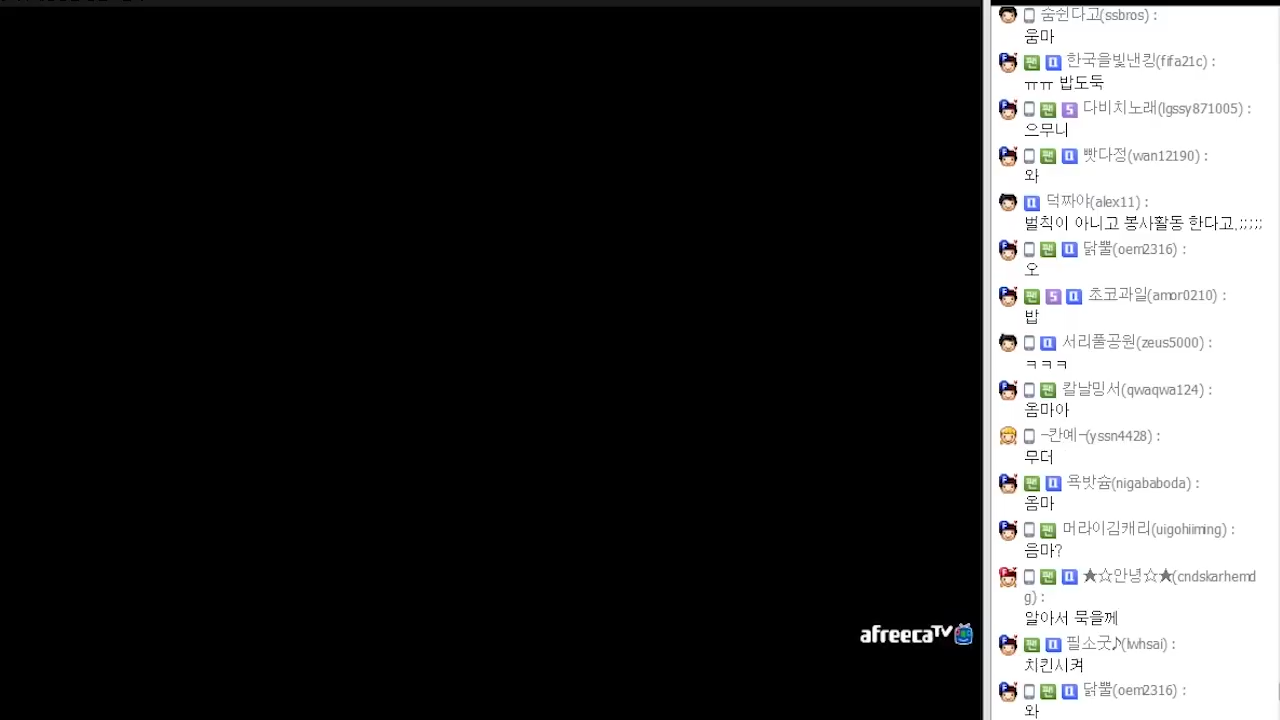 afreecaTV
숨쉰다고(ssbros) :
움마
한국을빛낸킹(fifa21c) :
ㅠㅠ 밥도둑
다비치노래(lgssy871005) :
으무니
빳다정(wan12190) :
와
덕짜야(alex11) :
벌칙이 아니고 봉사활동 한다고,;;;;;
닭뿔(oem2316) :
오
초코과일(amor0210) :
밥
서리풀공원(zeus5000) :
ㅋㅋㅋ
칼날밍서(qwaqwa124) :
옴마아
-칸예-(yssn4428) :
무더
욕밧슘(nigababoda) :
옴마
머라이김캐리(uigohiiming) :
음마?
★☆안녕☆★(cndskarhemd
g) :
알아서 묵을께
필소굿♪(lwhsai) :
치킨시켜
닭뿔(oem2316) :
와